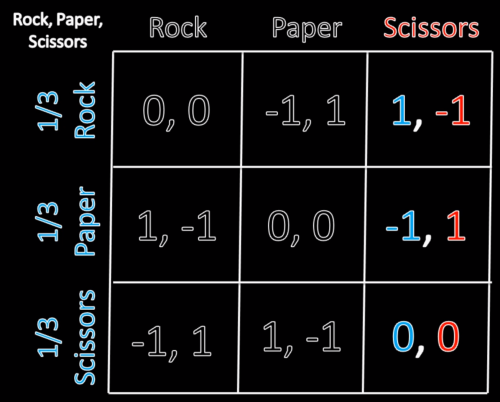 Rock, Paper,
Scissors
Rock Paper Scissors
1/3 Rock 0, 0 -1, 1 1, -1
1/3 Paper 1, -1 0, 0 -1, 1
1/3 Scissors -1, 1 1, -1 0, 0